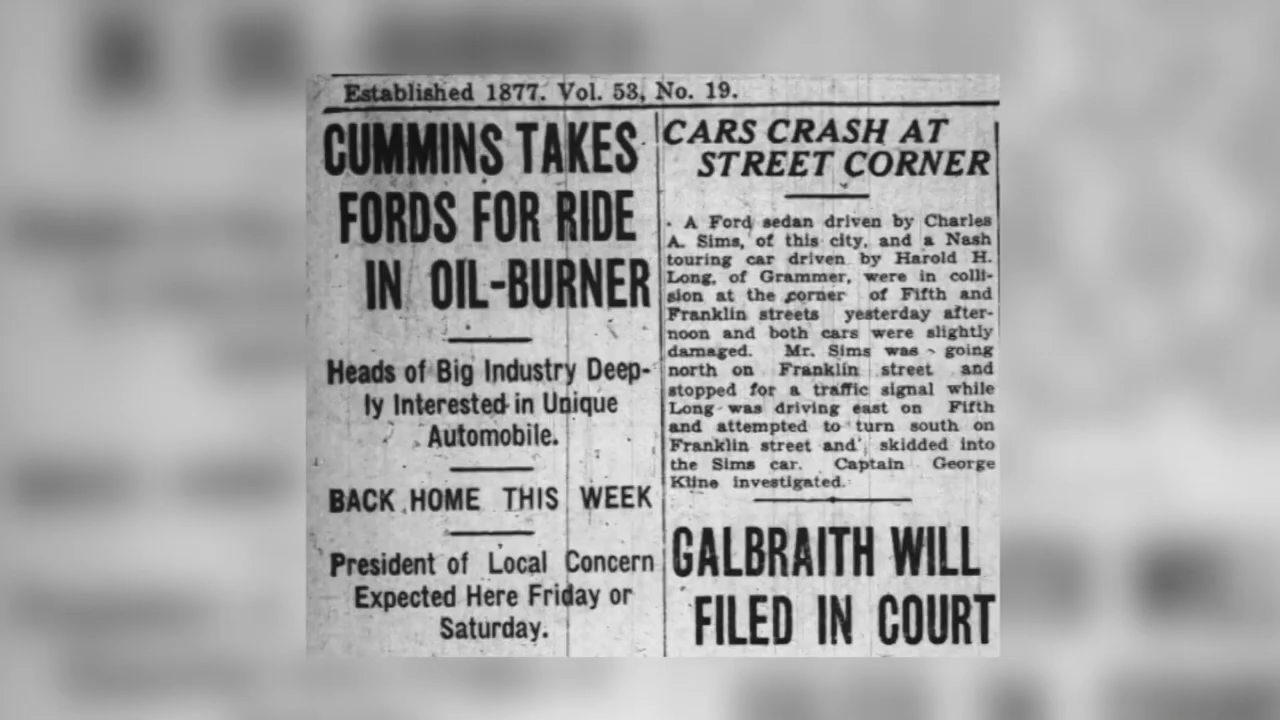 Established 1877. Vol. 53, No. 19.
CUMMINS TAKES
FORDS FOR RIDE
IN OIL-BURNER
Heads of Big Industry Deep-
ly Interested in Unique
Automobile.
BACK HOME THIS WEEK
President of Local Concern
Expected Here Friday or
Saturday.
CARS CRASH AT
STREET CORNER
A Ford sedan driven by Charles
A. Sims, of this city, and a Nash
touring car driven by Harold H.
Long, of Grammer, were in colli-
sion at the corner of Fifth and
Franklin streets yesterday after-
noon and both cars were slightly
damaged. Mr. Sims was going
north on Franklin street and
stopped for a traffic signal while
Long was driving east on Fifth
and attempted to turn south on
Franklin street and skidded into
the Sims car. Captain George
Kline investigated.
GALBRAITH WILL
FILED IN COURT